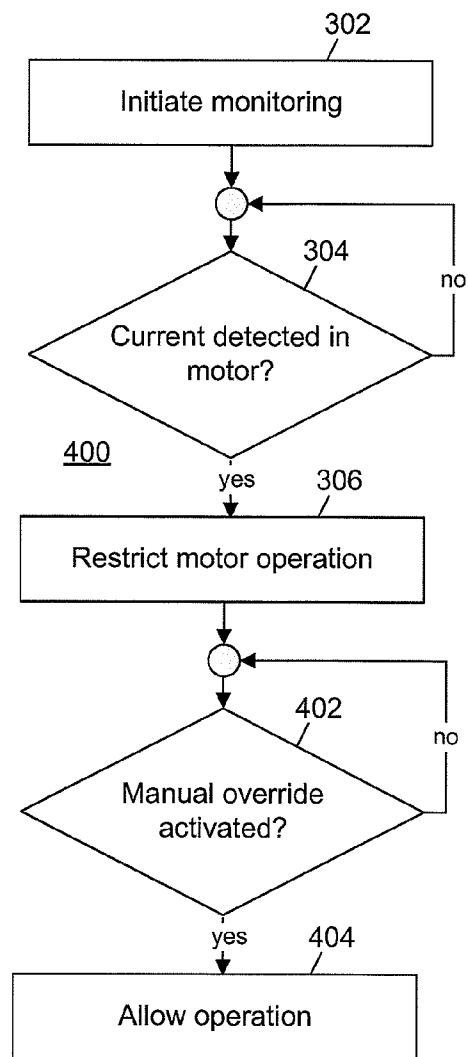 302
Initiate monitoring
304
no
Current detected in
motor?
400
yes
306
Restrict motor operation
402
no
Manual override
activated?
yes
404
Allow operation